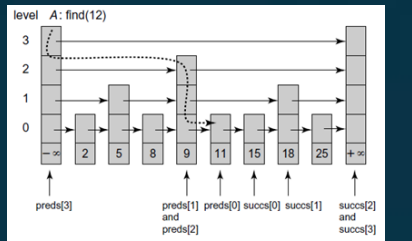 level A: find(12)
3
2
1
0
-∞ 2 5 8 9 11 15 18 25 +∞
preds[3] preds[1] preds[0] succs[0] succs[1] succs[2]
and and
preds[2] succs[3]